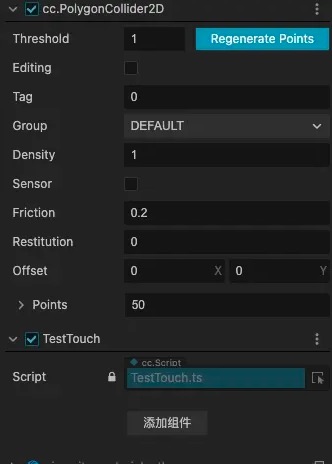 cc.PolygonCollider2D
Threshold 1 Regenerate Points
Editing
Tag 0
Group DEFAULT
Density 1
Sensor
Friction 0.2
Restitution 0
Offset 0 X 0 Y
Points 50
TestTouch
cc.Script
Script TestTouch.ts
添加组件